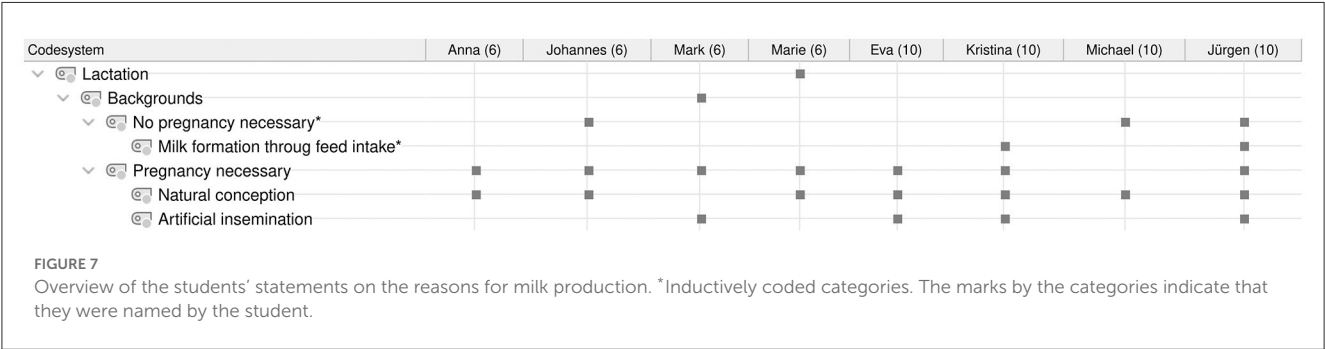 Codesystem Anna (6) Johannes (6) Mark (6) Marie (6) Eva (10) Kristina (10) Michael (10) Jürgen (10)
Lactation
Backgrounds
No pregnancy necessary*
Milk formation throug feed intake*
Pregnancy necessary
Natural conception
Artificial insemination
FIGURE 7
Overview of the students’ statements on the reasons for milk production. *Inductively coded categories. The marks by the categories indicate that
they were named by the student.